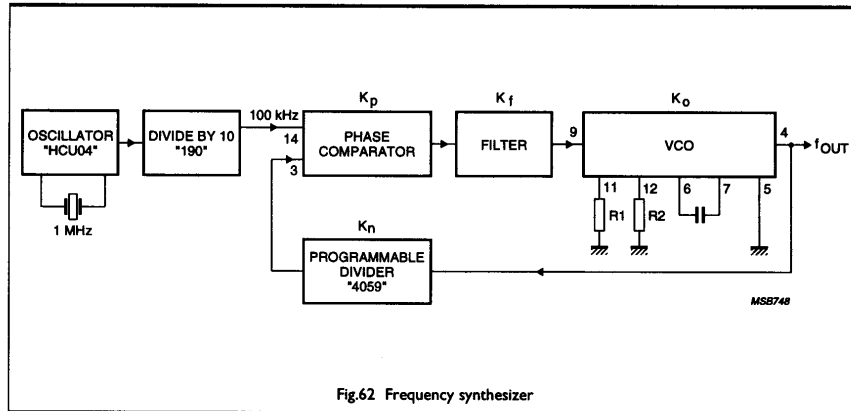 Kp
Kf
Ko
OSCILLATOR
"HCU04"
DIVIDE BY 10
"190"
100 kHz
14
3
PHASE
COMPARATOR
FILTER
9
VCO
4
fOUT
11
12
6
7
5
R1
R2
1 MHz
Kn
PROGRAMMABLE
DIVIDER
"4059"
MSB748
Fig.62 Frequency synthesizer